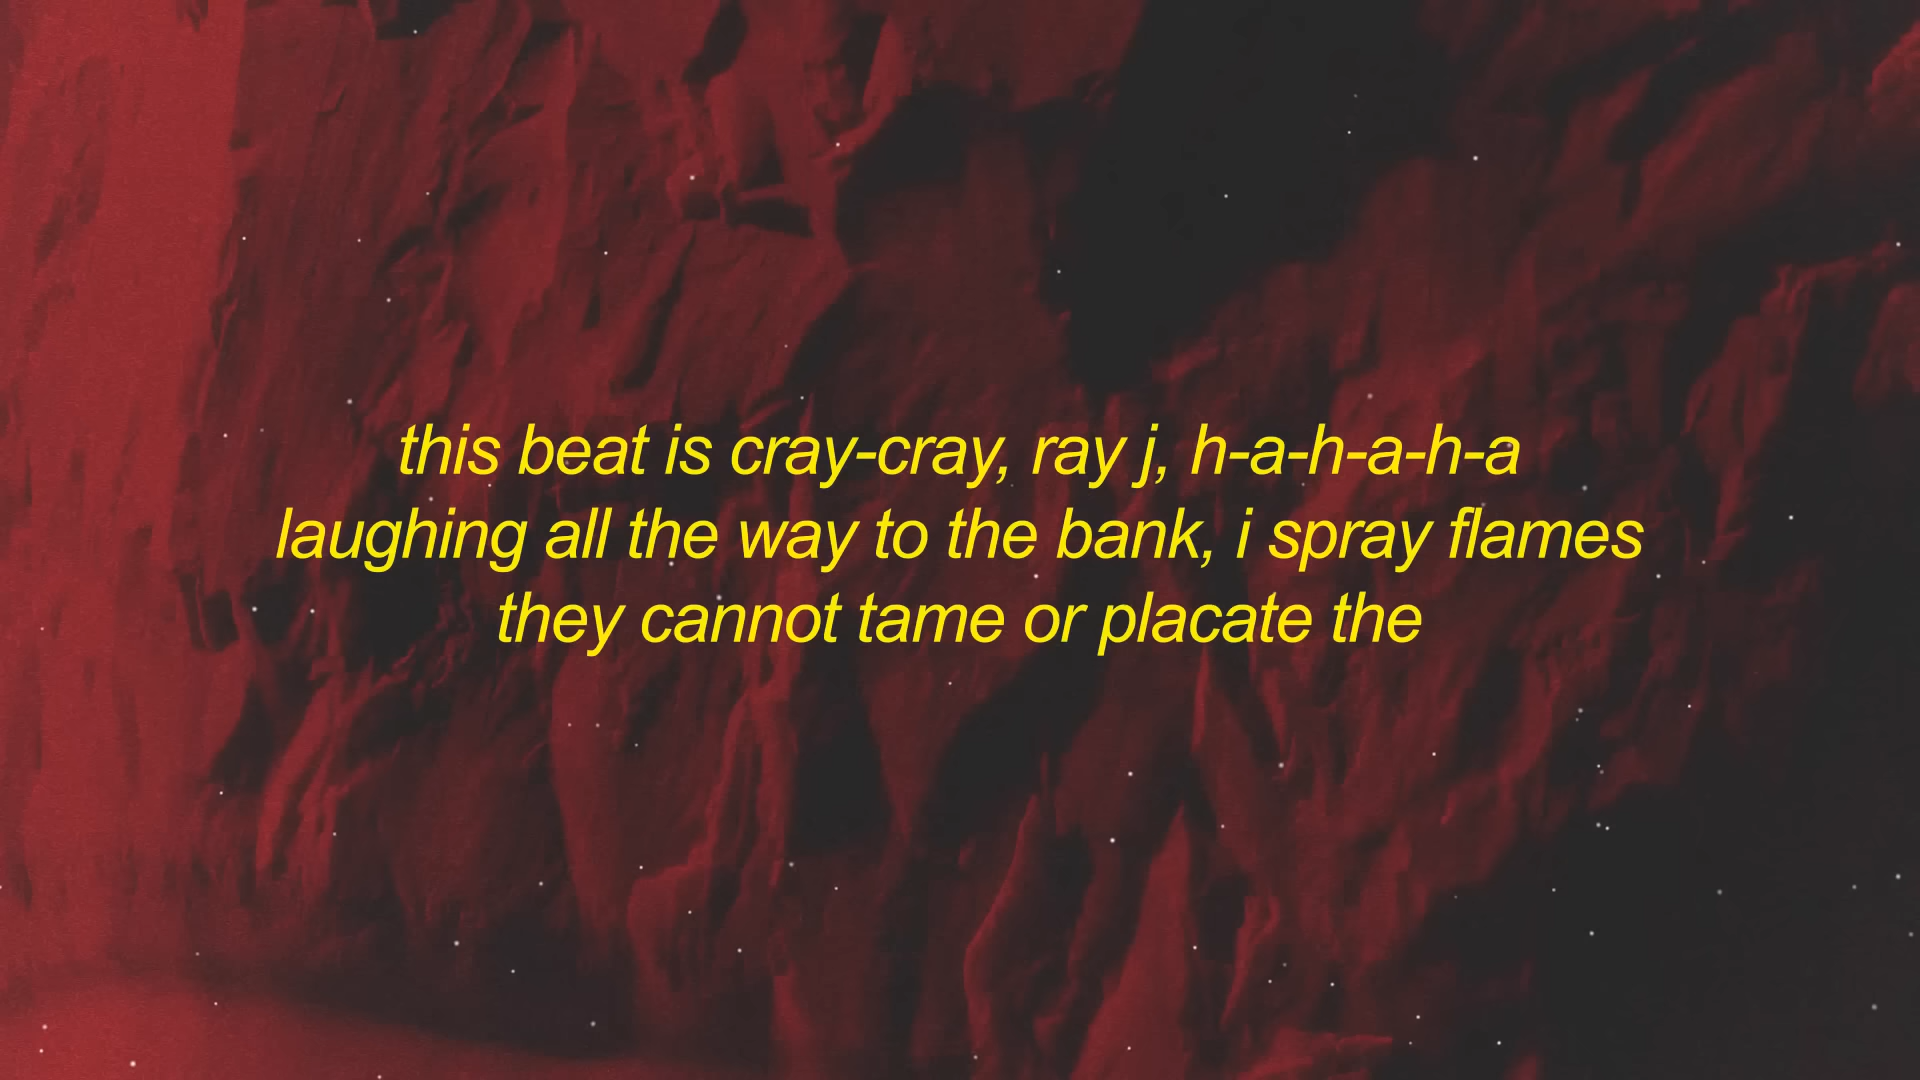 this beat is cray-cray, ray j, h-a-h-a-h-a
laughing all the way to the bank, i spray flames
they cannot tame or placate the